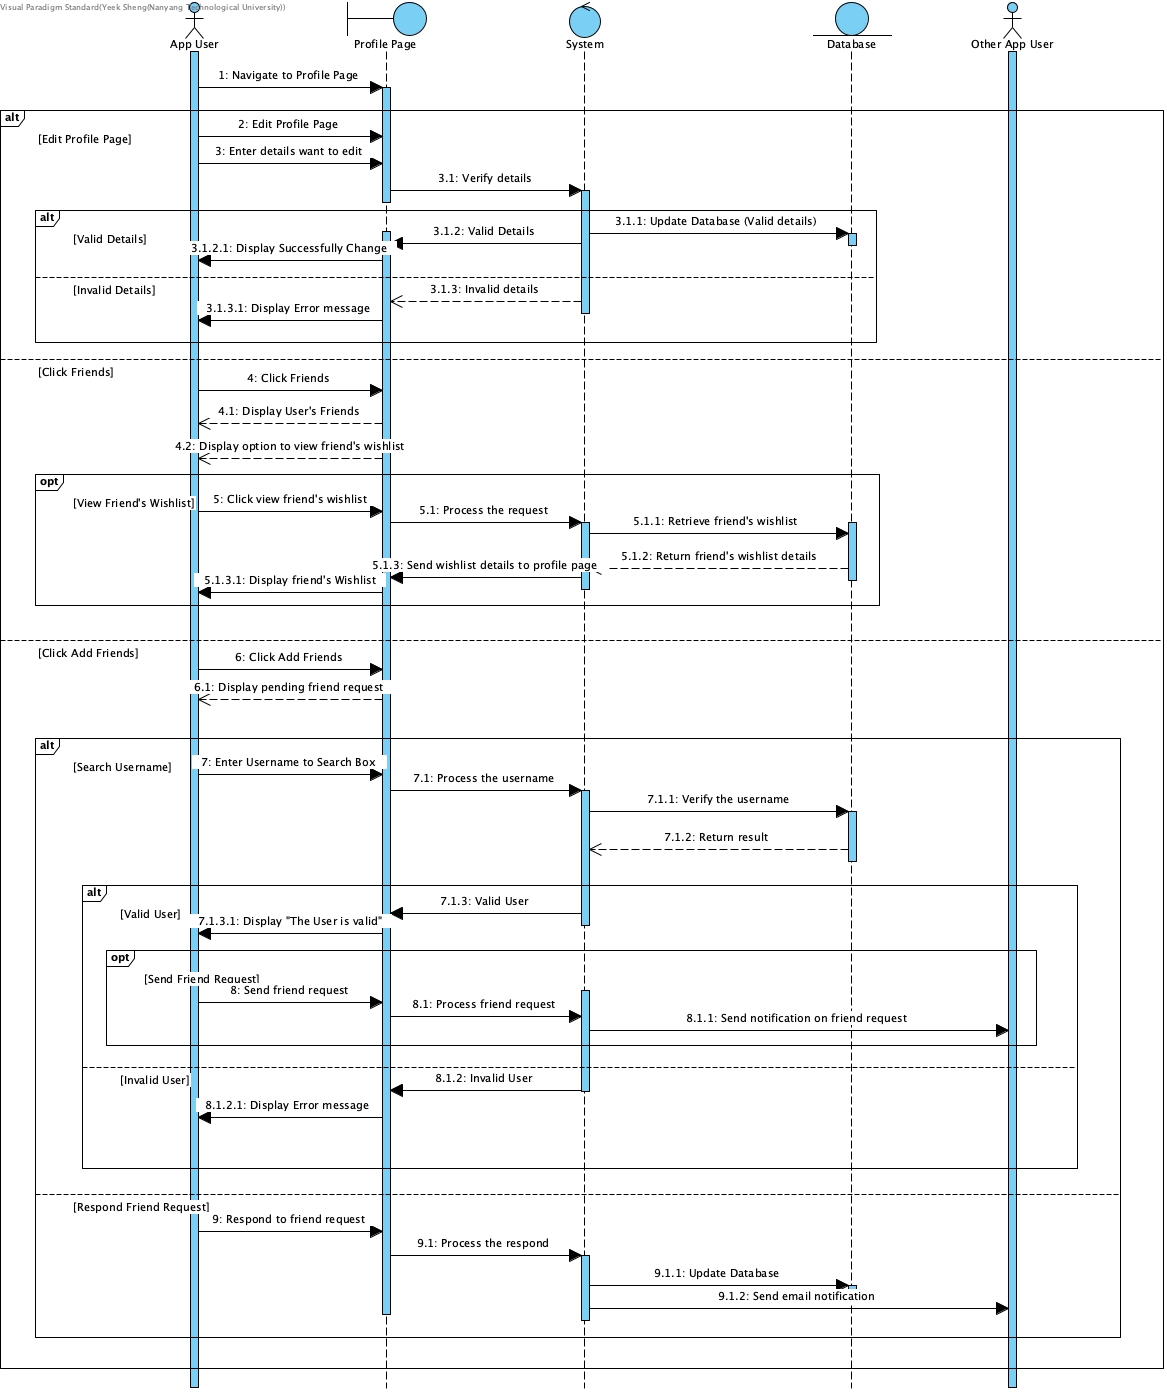 Visual Paradigm Standard(Yeek Sheng(Nanyang Technological University))
App User
Profile Page
System
Database
Other App User
1: Navigate to Profile Page
alt
[Edit Profile Page]
2: Edit Profile Page
3: Enter details want to edit
3.1: Verify details
alt
[Valid Details]
3.1.1: Update Database (Valid details)
3.1.2: Valid Details
3.1.2.1: Display Successfully Change
[Invalid Details]
3.1.3: Invalid details
3.1.3.1: Display Error message
[Click Friends]
4: Click Friends
4.1: Display User's Friends
4.2: Display option to view friend's wishlist
opt
[View Friend's Wishlist]
5: Click view friend's wishlist
5.1: Process the request
5.1.1: Retrieve friend's wishlist
5.1.2: Return friend's wishlist details
5.1.3: Send wishlist details to profile page
5.1.3.1: Display friend's Wishlist
[Click Add Friends]
6: Click Add Friends
6.1: Display pending friend request
alt
[Search Username]
7: Enter Username to Search Box
7.1: Process the username
7.1.1: Verify the username
7.1.2: Return result
alt
[Valid User]
7.1.3: Valid User
7.1.3.1: Display "The User is valid"
opt
[Send Friend Request]
8: Send friend request
8.1: Process friend request
8.1.1: Send notification on friend request
[Invalid User]
8.1.2: Invalid User
8.1.2.1: Display Error message
[Respond Friend Request]
9: Respond to friend request
9.1: Process the respond
9.1.1: Update Database
9.1.2: Send email notification